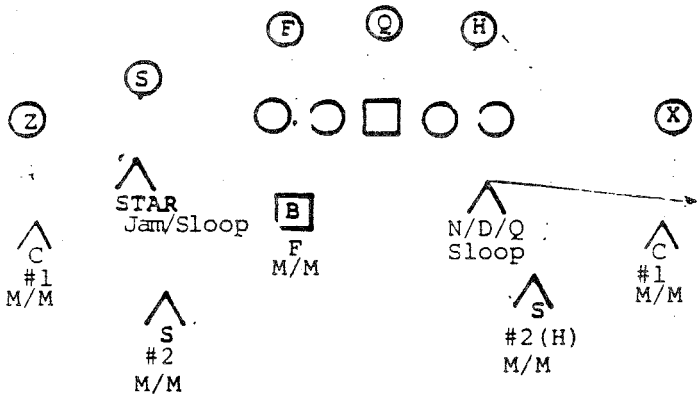 F Q H
S
Z X
STAR
Jam/Sloop
B
F
M/M
N/D/Q
Sloop
C
#1
M/M
C
#1
M/M
S
#2
M/M
S
#2(H)
M/M